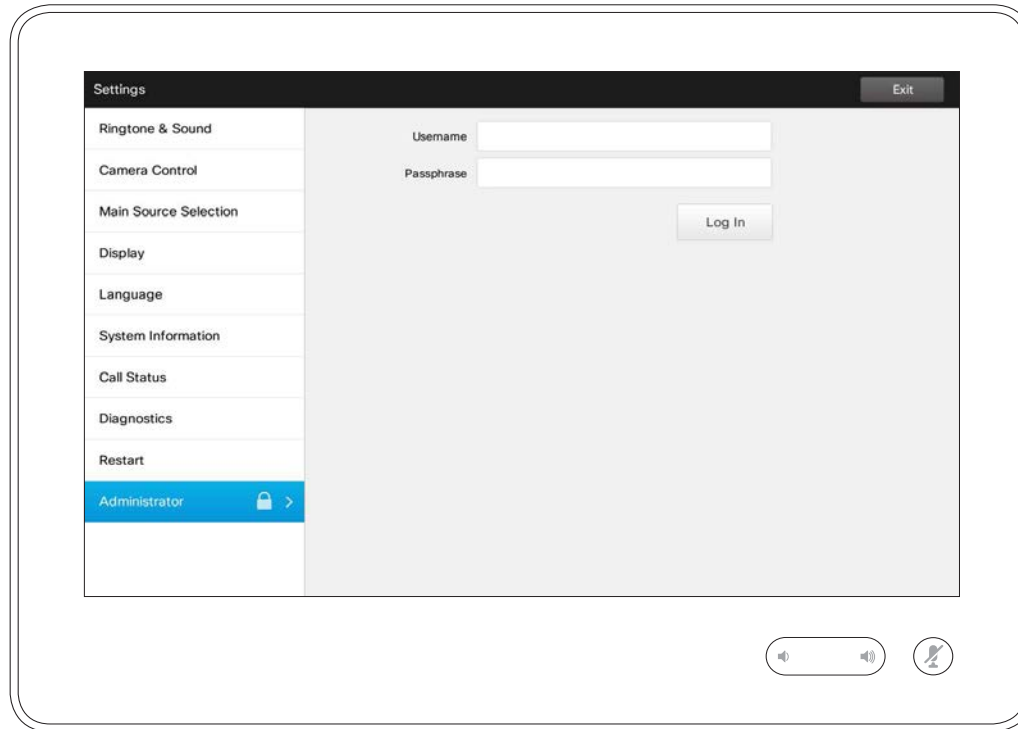 Settings
Exit
Ringtone & Sound
Camera Control
Main Source Selection
Display
Language
System Information
Call Status
Diagnostics
Restart
Administrator
Username
Passphrase
Log In